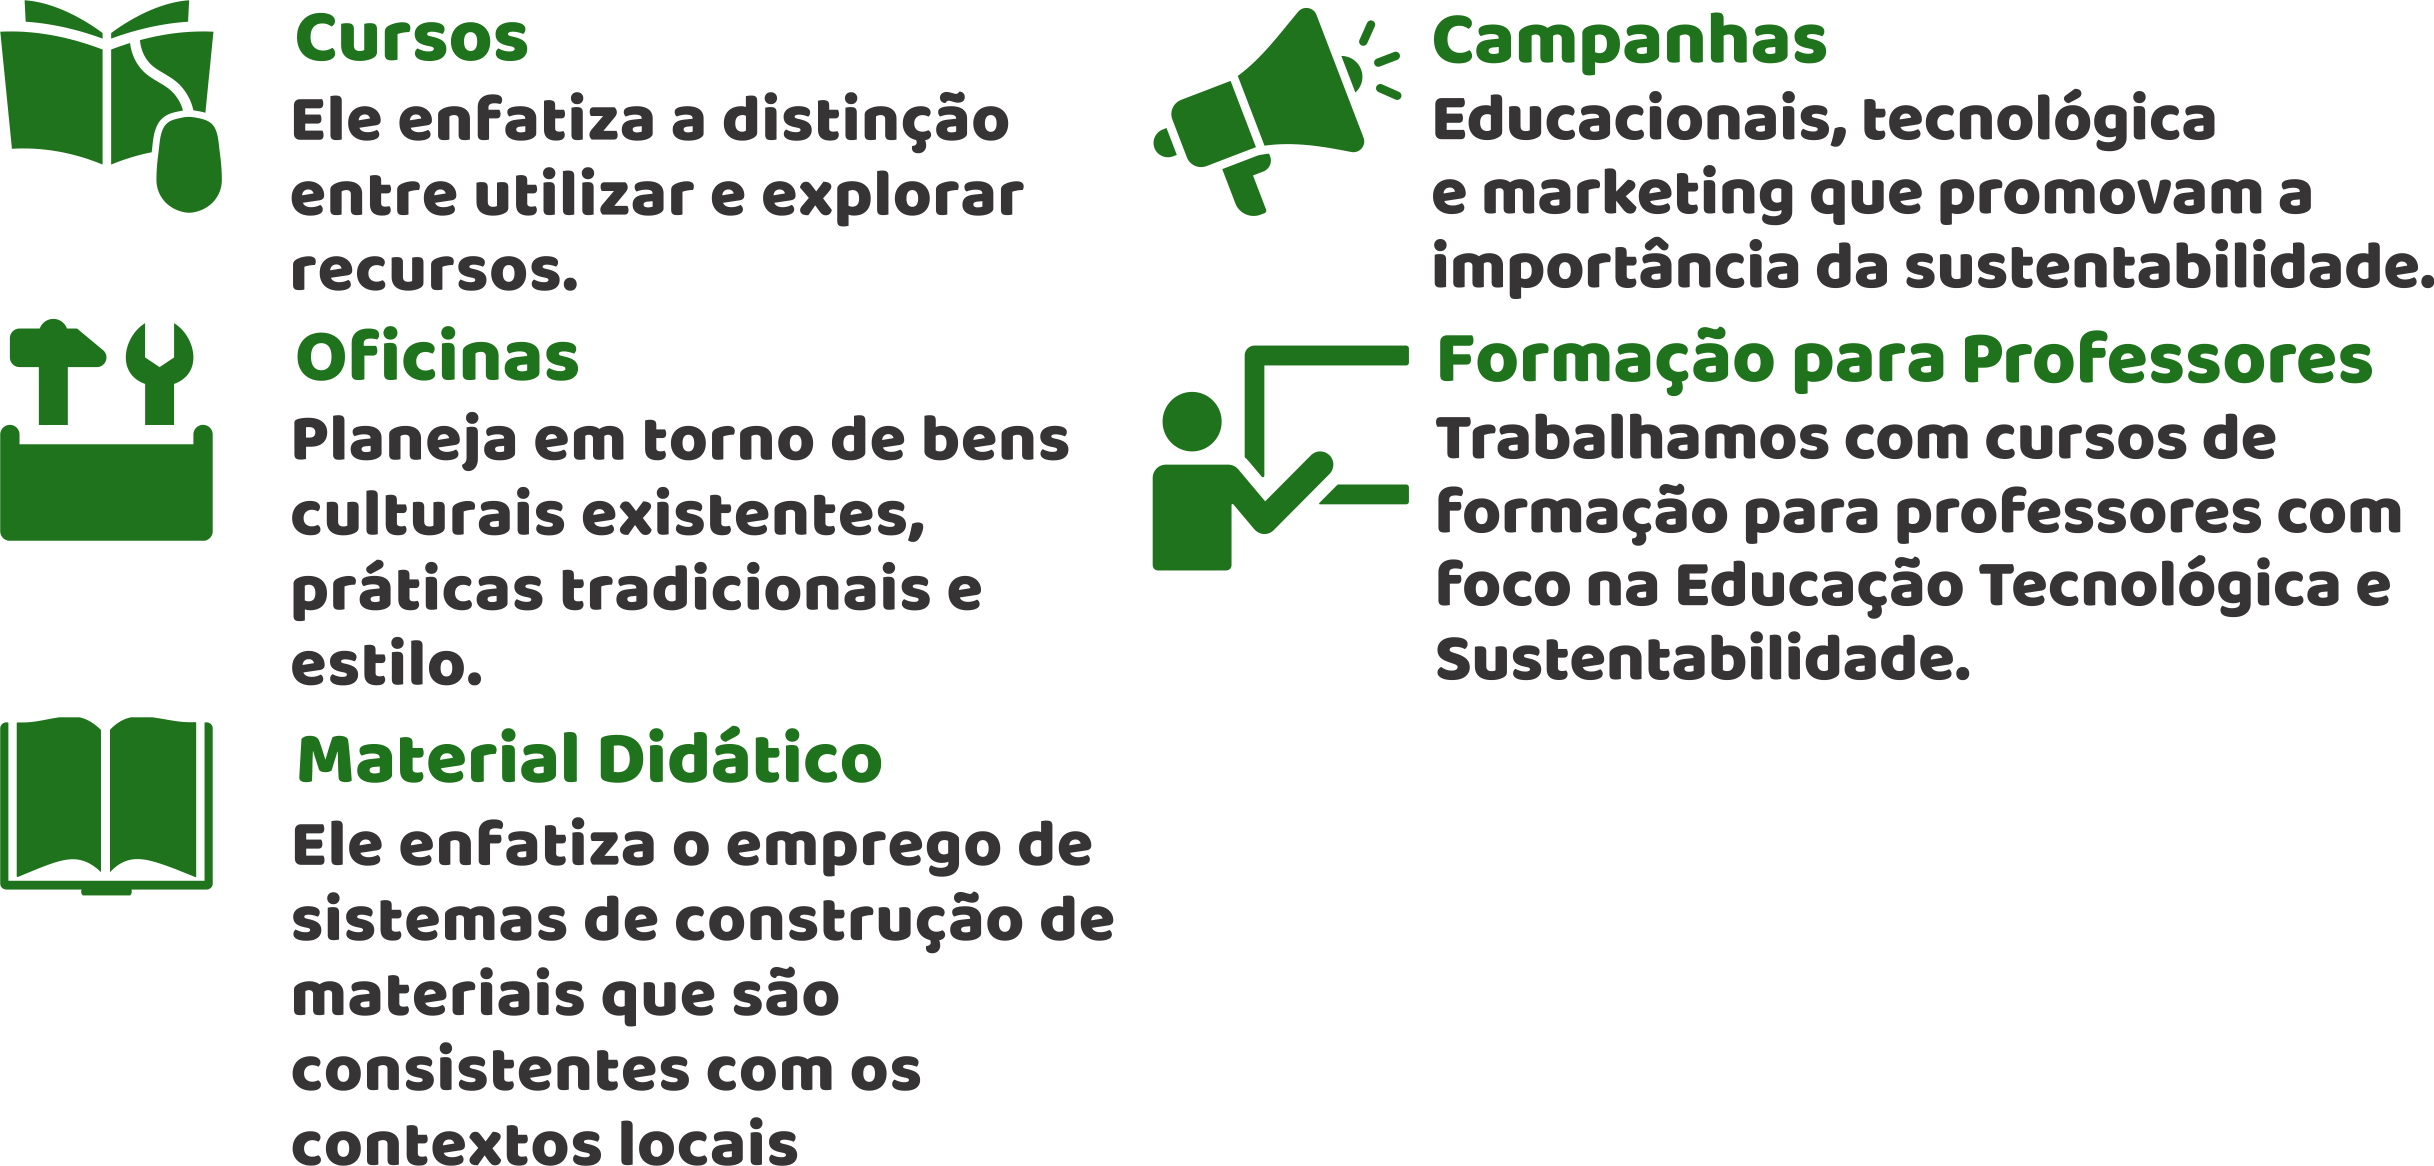 Cursos
Ele enfatiza a distinção
entre utilizar e explorar
recursos.
Oficinas
Planeja em torno de bens
culturais existentes,
práticas tradicionais e
estilo.
Material Didático
Ele enfatiza o emprego de
sistemas de construção de
materiais que são
consistentes com os
contextos locais
Campanhas
Educacionais, tecnológica
e marketing que promovam a
importância da sustentabilidade.
Formação para Professores
Trabalhamos com cursos de
formação para professores com
foco na Educação Tecnológica e
Sustentabilidade.